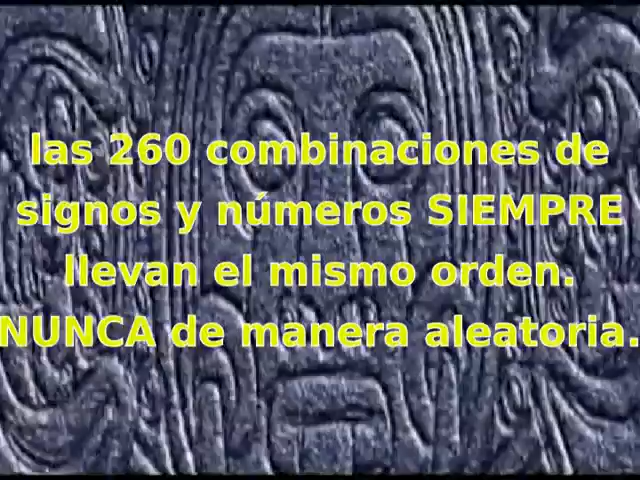 las 260 combinaciones de
signos y números SIEMPRE
llevan el mismo orden.
NUNCA de manera aleatoria.